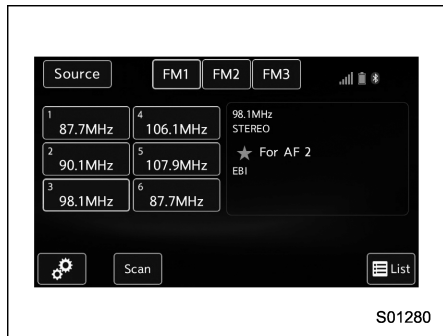 Source FM1 FM2 FM3
1 87.7MHz 4 106.1MHz
2 90.1MHz 5 107.9MHz
3 98.1MHz 6 87.7MHz
98.1MHz
STEREO
For AF 2
EBI
Scan List
S01280